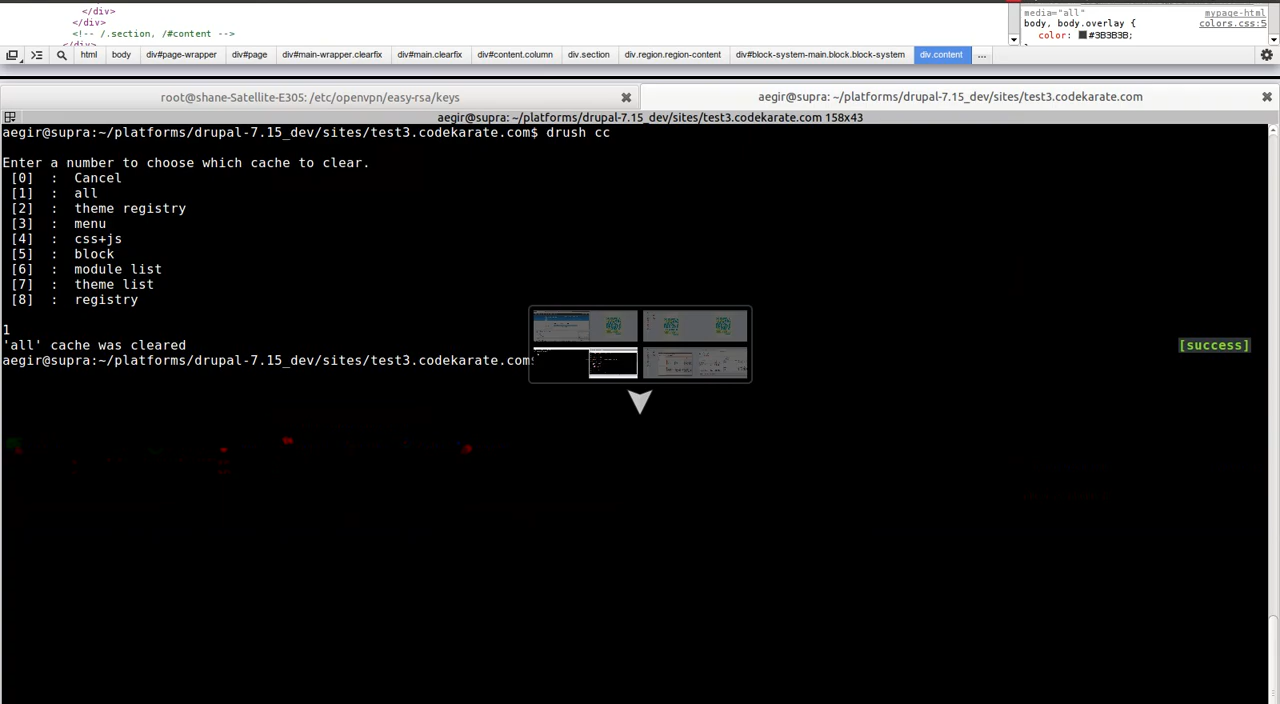 </div>
</div>
<!-- /.section, /#content -->
media="all"
mypage-html
body, body.overlay {
colors.css:5
color: #3B3B3B;
html body div#page-wrapper div#page div#main-wrapper.clearfix div#main.clearfix div#content.column div.section div.region.region-content div#block-system-main.block.block-system div.content ...
root@shane-Satellite-E305: /etc/openvpn/easy-rsa/keys
aegir@supra: ~/platforms/drupal-7.15_dev/sites/test3.codekarate.com
aegir@supra: ~/platforms/drupal-7.15_dev/sites/test3.codekarate.com 158x43
aegir@supra:~/platforms/drupal-7.15_dev/sites/test3.codekarate.com$ drush cc
Enter a number to choose which cache to clear.
[0] : Cancel
[1] : all
[2] : theme registry
[3] : menu
[4] : css+js
[5] : block
[6] : module list
[7] : theme list
[8] : registry
1
'all' cache was cleared [success]
aegir@supra:~/platforms/drupal-7.15_dev/sites/test3.codekarate.com$